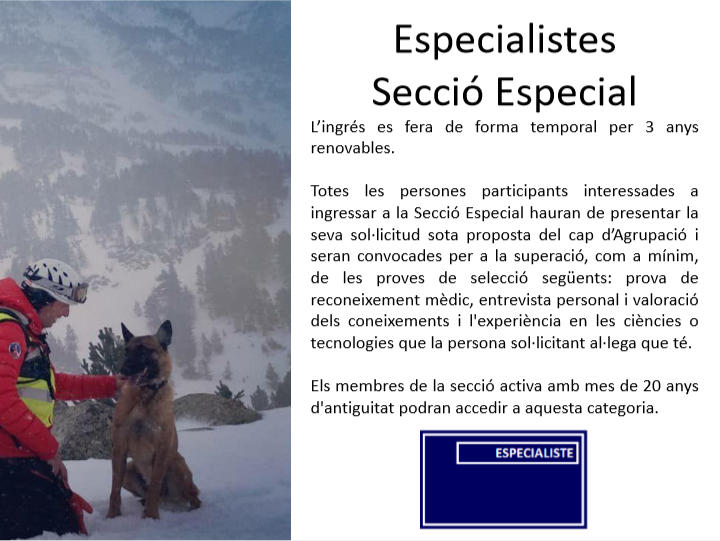 Especialistes
Secció Especial
L’ingrés es fera de forma temporal per 3 anys
renovables.
Totes les persones participants interessades a
ingressar a la Secció Especial hauran de presentar la
seva sol·licitud sota proposta del cap d’Agrupació i
seran convocades per a la superació, com a mínim,
de les proves de selecció següents: prova de
reconeixement mèdic, entrevista personal i valoració
dels coneixements i l'experiència en les ciències o
tecnologies que la persona sol·licitant al·lega que té.
Els membres de la secció activa amb mes de 20 anys
d'antiguitat podran accedir a aquesta categoria.
ESPECIALISTE